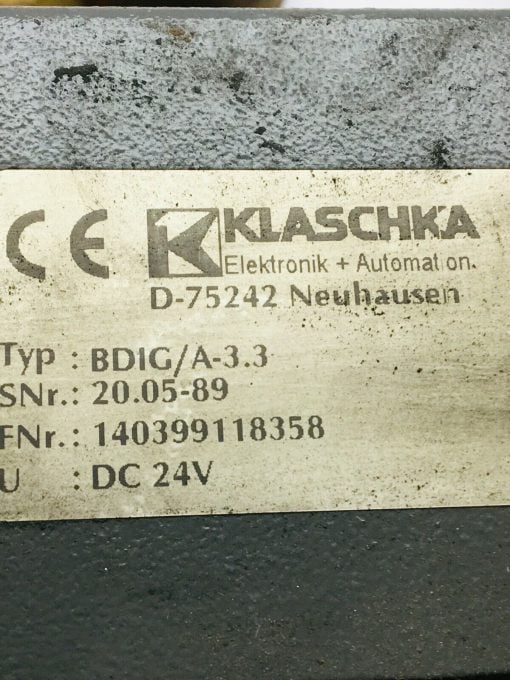 CE KLASCHKA
Elektronik + Automation.
D-75242 Neuhausen
Typ : BDIG/A-3.3
SNr.: 20.05-89
FNr.: 140399118358
U : DC 24V